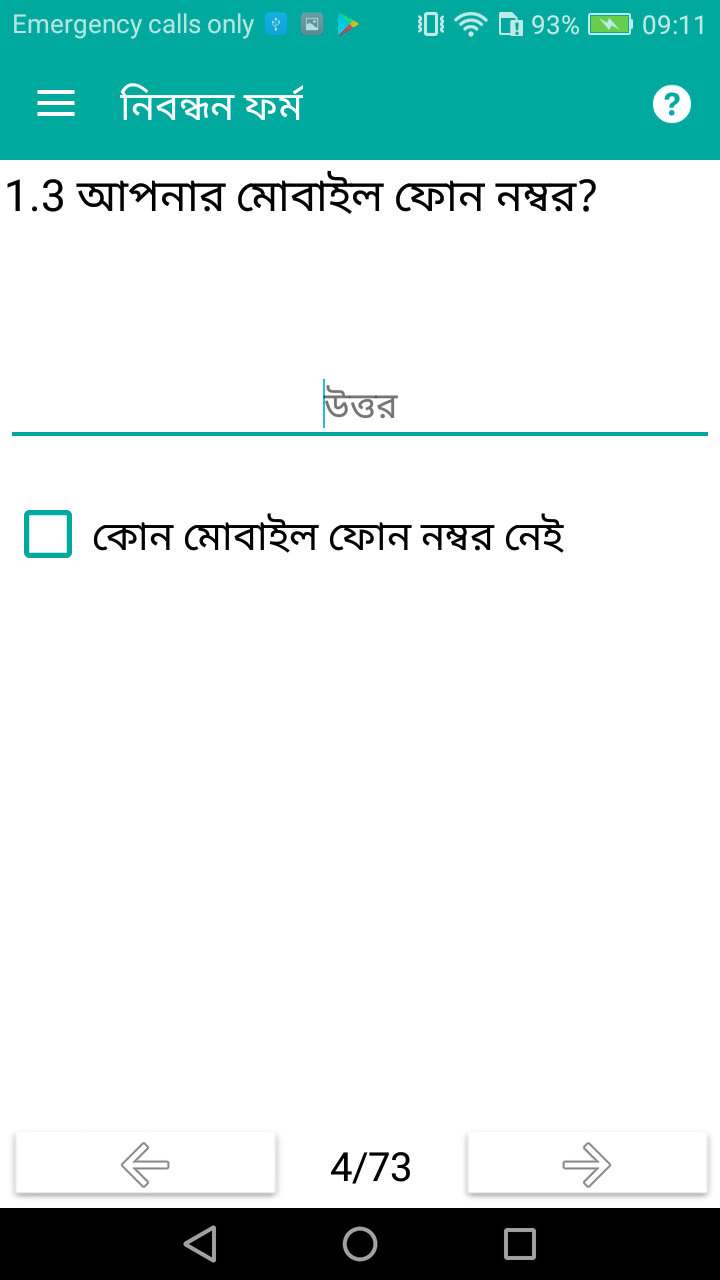 Emergency calls only 93% 09:11
নিবন্ধন ফর্ম ?
1.3 আপনার মোবাইল ফোন নম্বর?
উত্তর
কোন মোবাইল ফোন নম্বর নেই
4/73